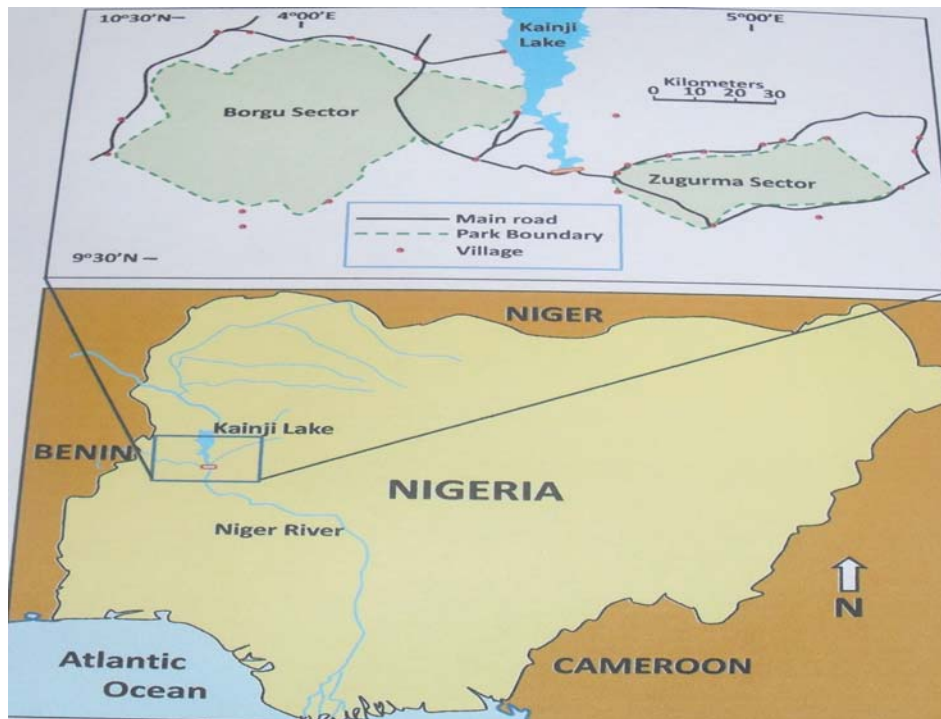 10°30'N
4°00'E
5°00'E
Kainji
Lake
Kilometers
0 10 20 30
Borgu Sector
Zugurma Sector
Main road
Park Boundary
Village
9°30'N
NIGER
Kainji Lake
BENIN
NIGERIA
Niger River
N
Atlantic
Ocean
CAMEROON